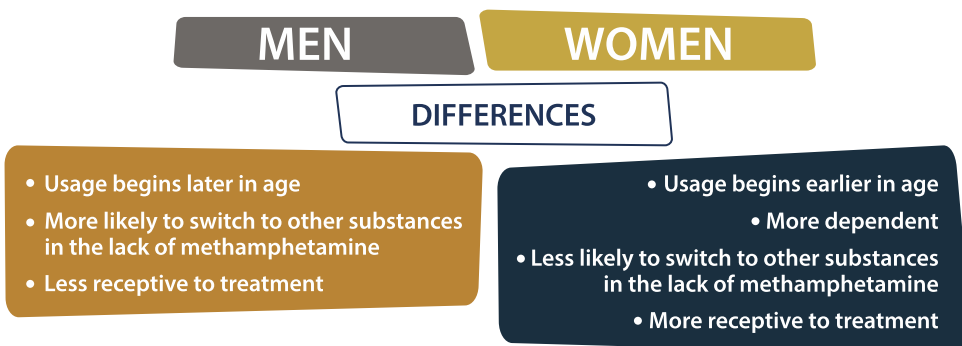 MEN
WOMEN
DIFFERENCES
• Usage begins later in age
• More likely to switch to other substances
in the lack of methamphetamine
• Less receptive to treatment
• Usage begins earlier in age
• More dependent
• Less likely to switch to other substances
in the lack of methamphetamine
• More receptive to treatment